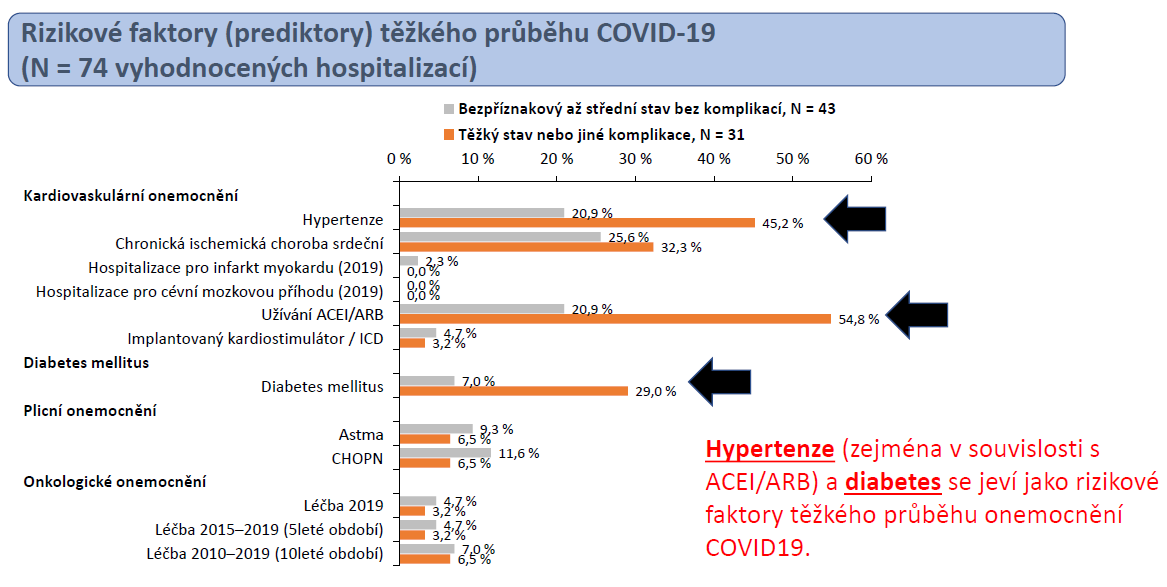 Rizikové faktory (prediktory) těžkého průběhu COVID-19
(N = 74 vyhodnocených hospitalizací)
Bezpříznakový až střední stav bez komplikací, N = 43
Těžký stav nebo jiné komplikace, N = 31
0 % 10 % 20 % 30 % 40 % 50 % 60 %
Kardiovaskulární onemocnění
Hypertenze 20,9 % 45,2 %
Chronická ischemická choroba srdeční 25,6 % 32,3 %
Hospitalizace pro infarkt myokardu (2019) 2,3 % 0,0 %
Hospitalizace pro cévní mozkovou příhodu (2019) 0,0 % 0,0 %
Užívání ACEI/ARB 20,9 % 54,8 %
Implantovaný kardiostimulátor / ICD 4,7 % 3,2 %
Diabetes mellitus
Diabetes mellitus 7,0 % 29,0 %
Plicní onemocnění
Astma 9,3 % 6,5 %
CHOPN 11,6 % 6,5 %
Onkologické onemocnění
Léčba 2019 4,7 % 3,2 %
Léčba 2015–2019 (5leté období) 4,7 % 3,2 %
Léčba 2010–2019 (10leté období) 7,0 % 6,5 %
Hypertenze (zejména v souvislosti s
ACEI/ARB) a diabetes se jeví jako rizikové
faktory těžkého průběhu onemocnění
COVID19.